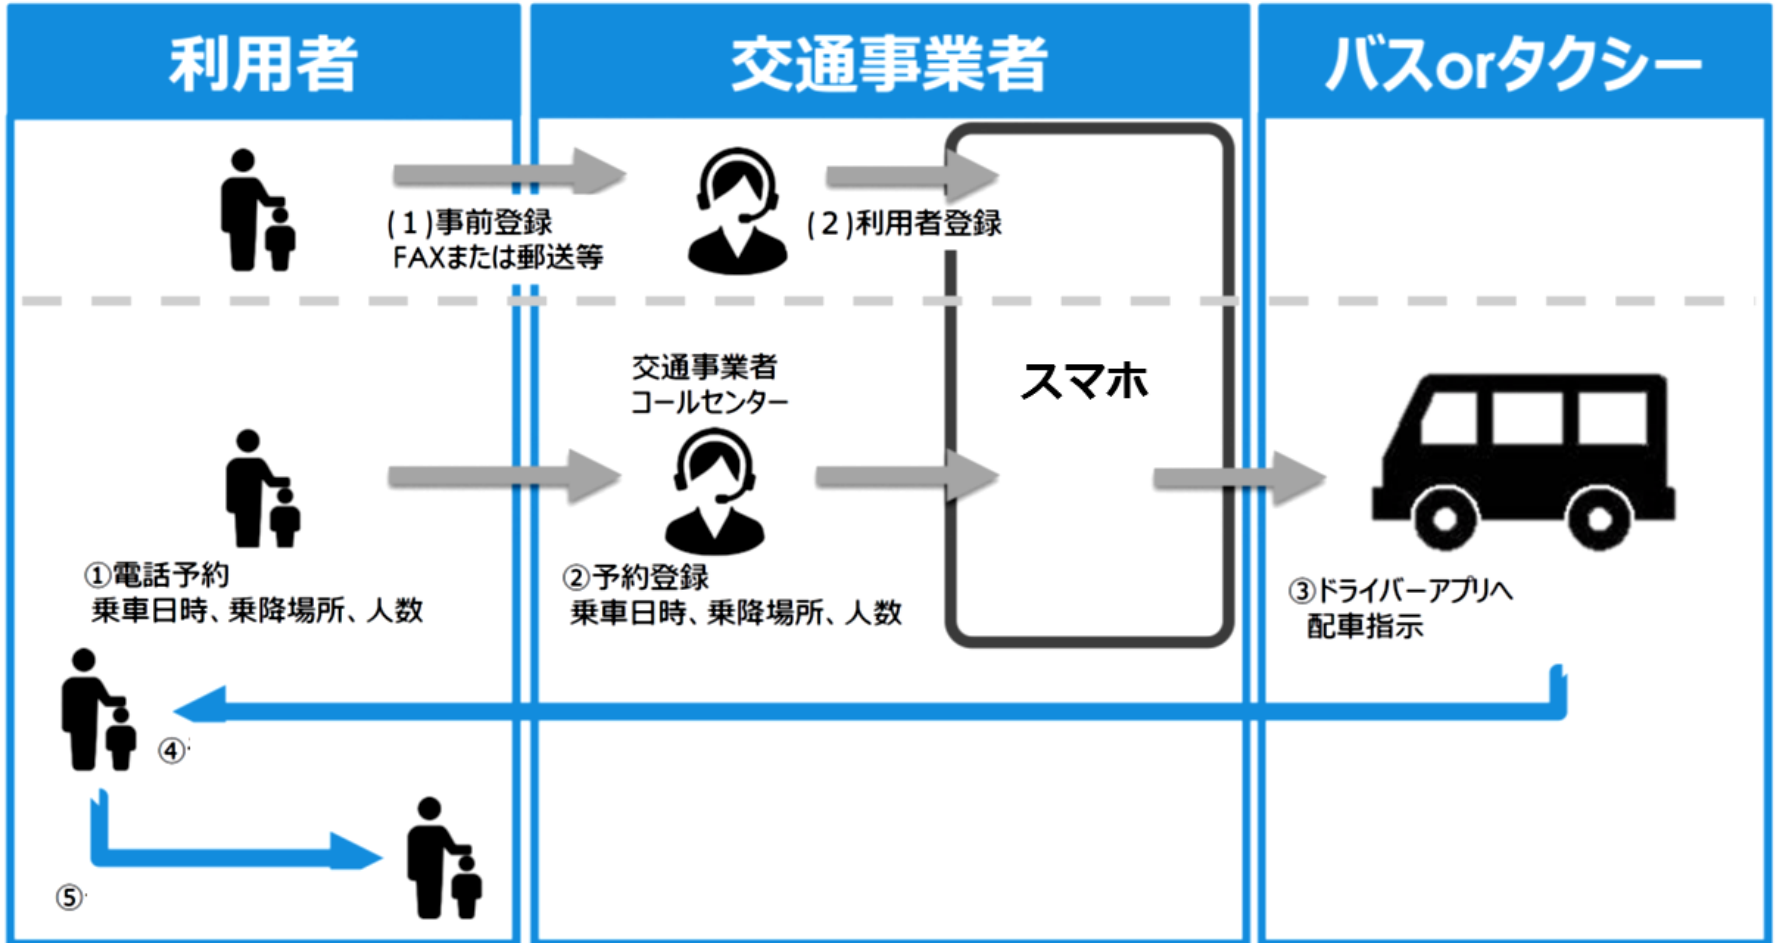 利用者
交通事業者
バスorタクシー
(1)事前登録
FAXまたは郵送等
(2)利用者登録
交通事業者
コールセンター
スマホ
①電話予約
乗車日時、乗降場所、人数
②予約登録
乗車日時、乗降場所、人数
③ドライバーアプリへ
配車指示
④
⑤